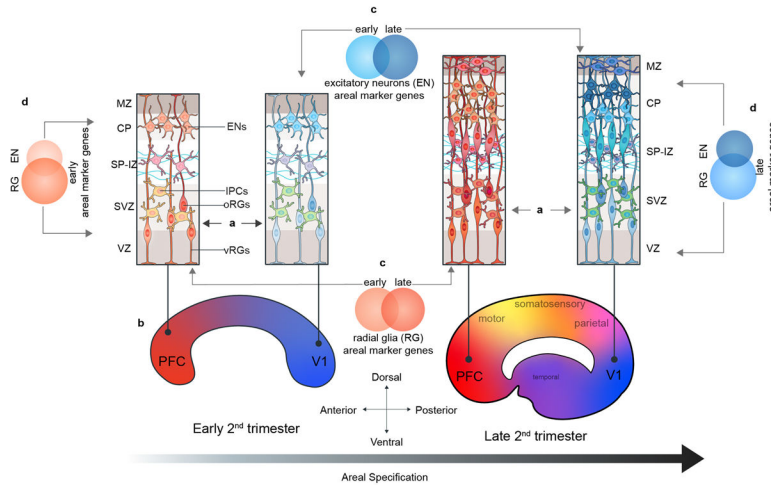 c
early late
excitatory neurons (EN)
areal marker genes
d
EN
RG
early
areal marker genes
MZ
CP
SP-IZ
SVZ
VZ
ENs
IPCs
oRGs
vRGs
a
a
MZ
CP
SP-IZ
SVZ
VZ
d
EN
RG
late
c
early late
radial glia (RG)
areal marker genes
b
PFC
V1
motor
somatosensory
parietal
temporal
PFC
V1
Dorsal
Anterior
Posterior
Ventral
Early 2nd trimester
Late 2nd trimester
Areal Specification